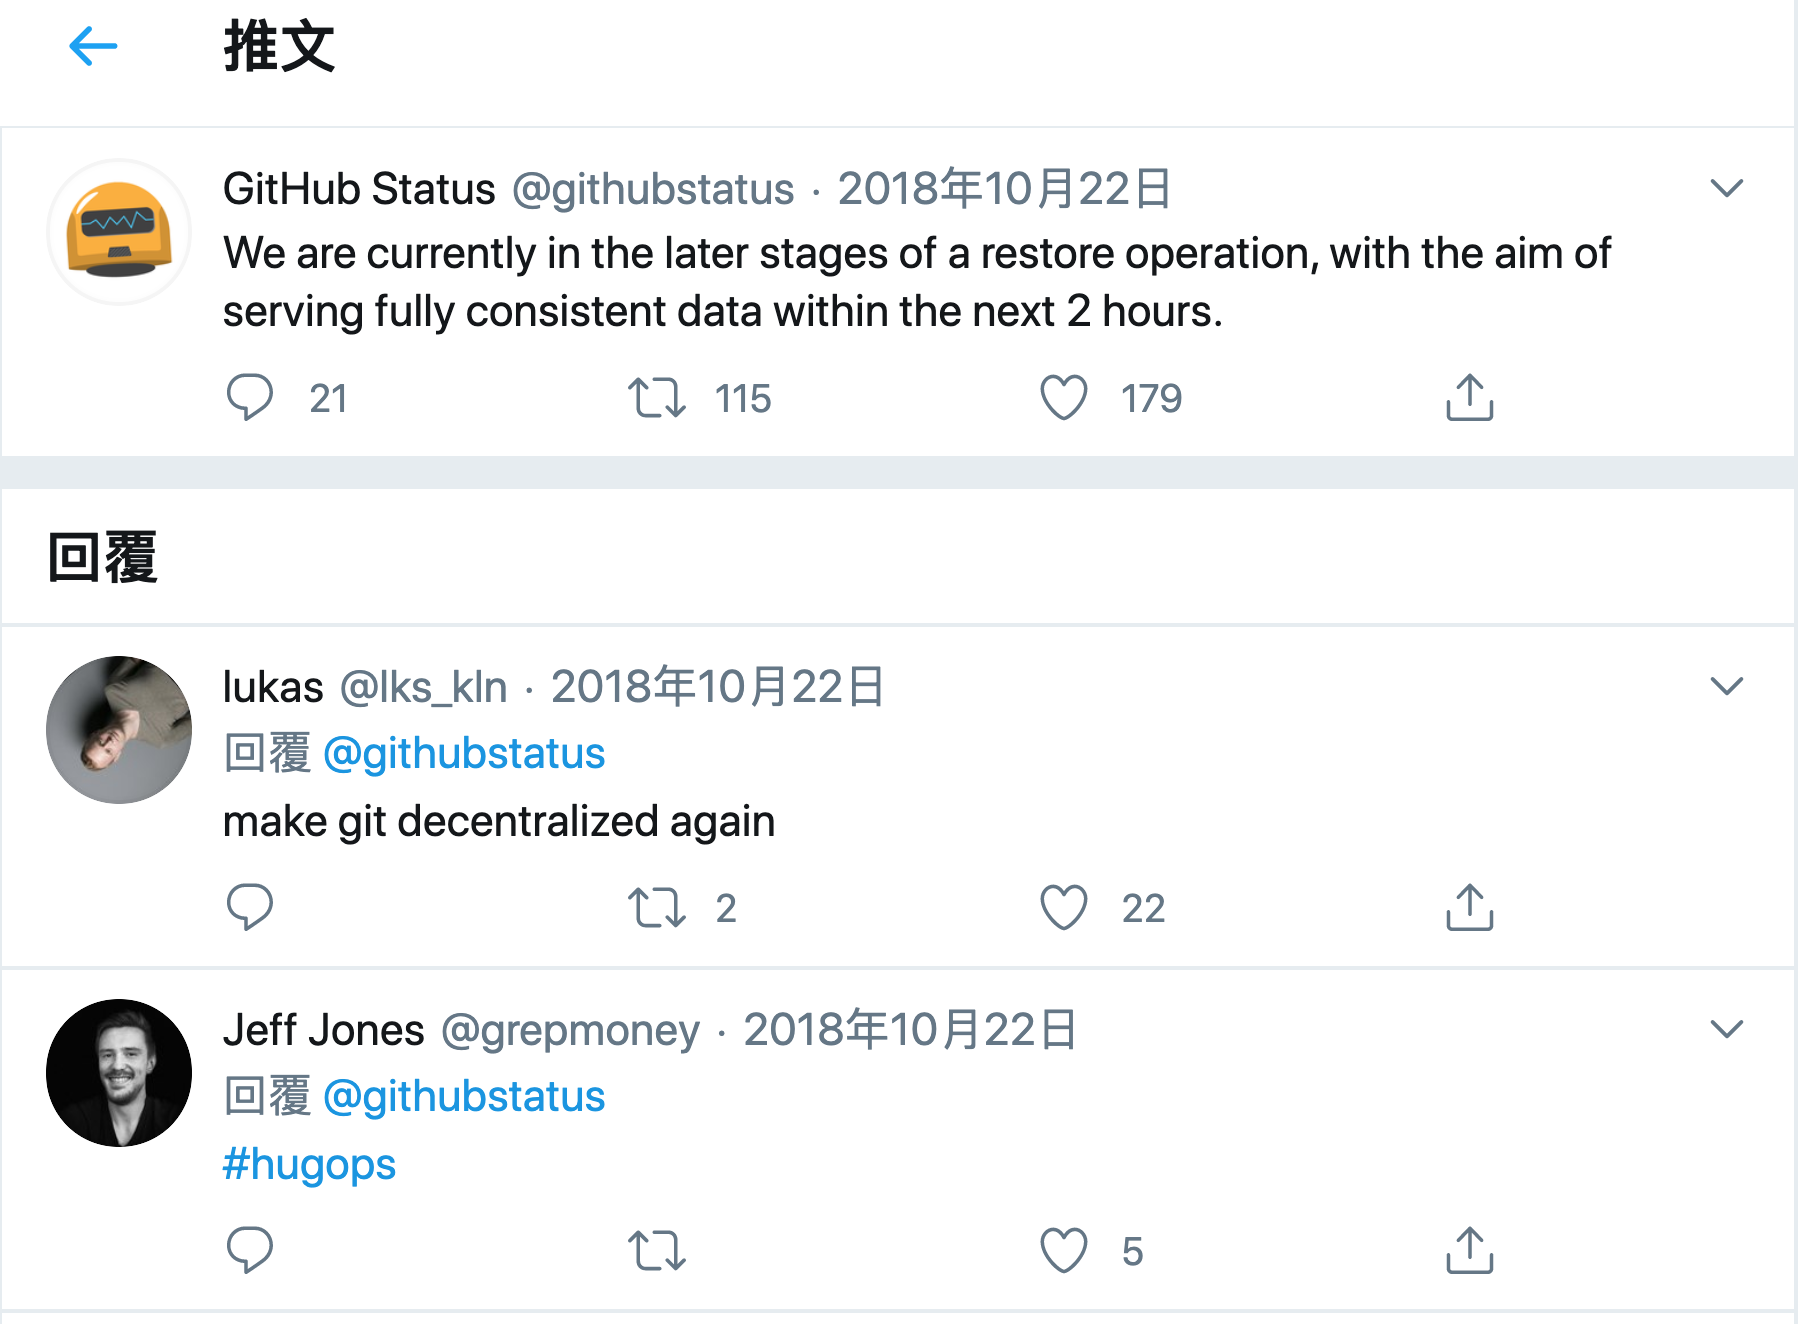 推文
GitHub Status @githubstatus · 2018年10月22日
We are currently in the later stages of a restore operation, with the aim of
serving fully consistent data within the next 2 hours.
21 115 179
回覆
lukas @lks_kln · 2018年10月22日
回覆 @githubstatus
make git decentralized again
2 22
Jeff Jones @grepmoney · 2018年10月22日
回覆 @githubstatus
#hugops
5